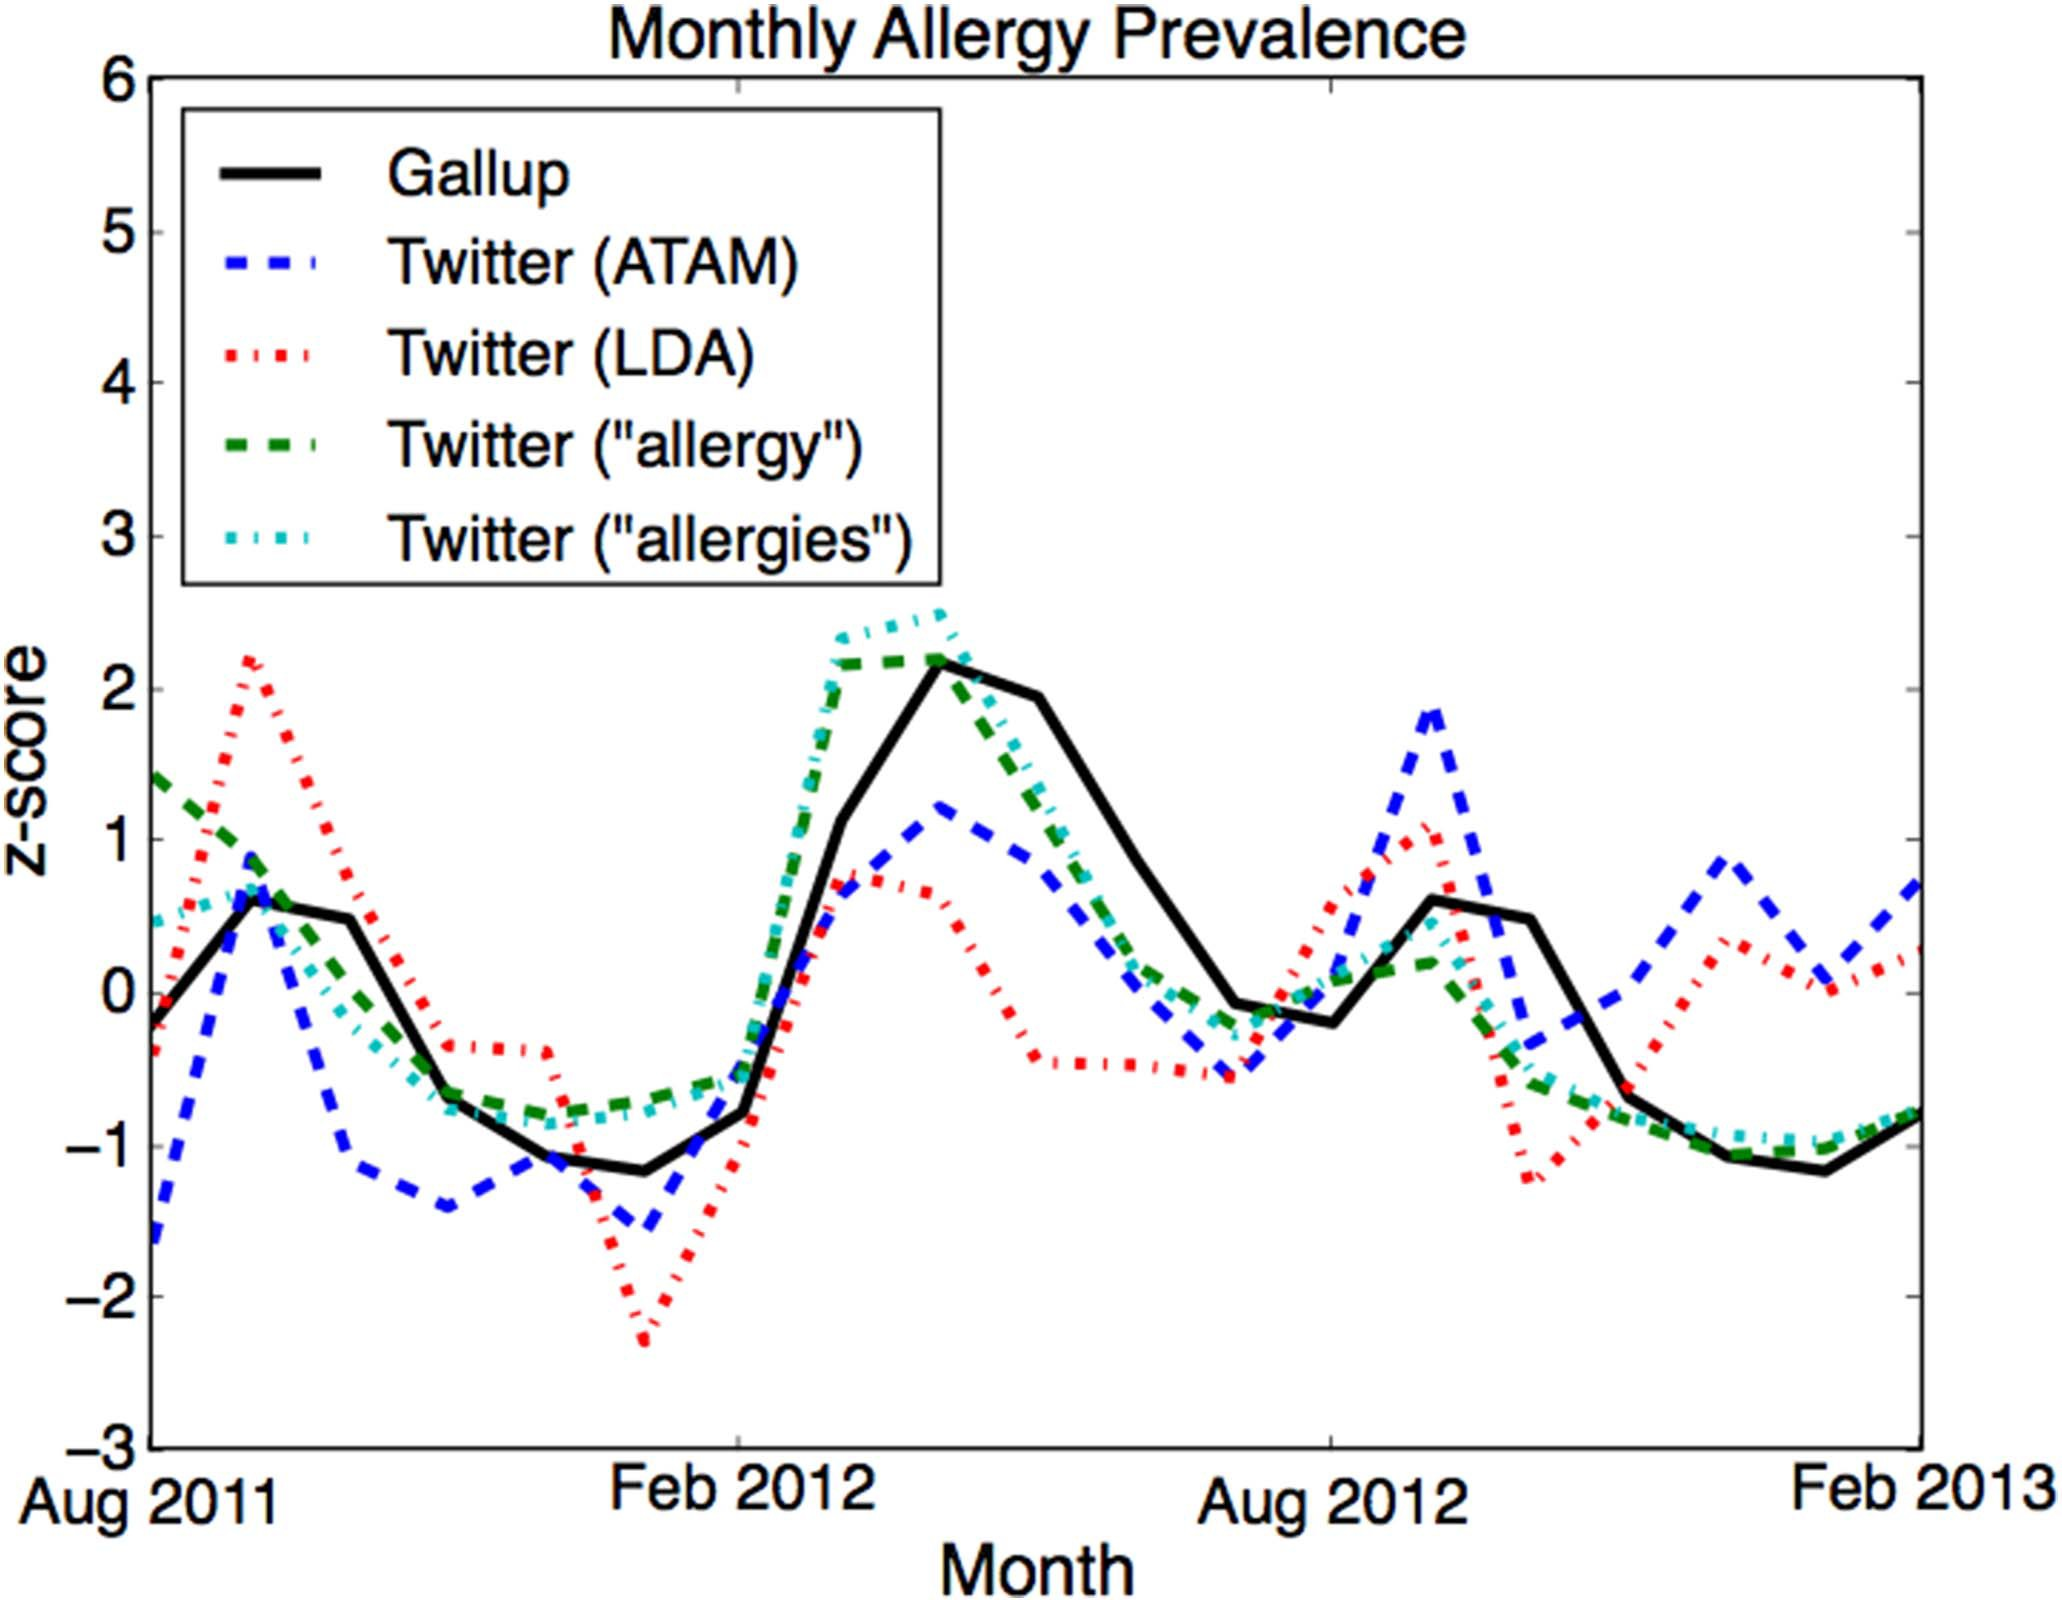 Monthly Allergy Prevalence
6
5
4
3
2
1
0
−1
−2
−3
z-score
Gallup
Twitter (ATAM)
Twitter (LDA)
Twitter ("allergy")
Twitter ("allergies")
Aug 2011
Feb 2012
Aug 2012
Feb 2013
Month